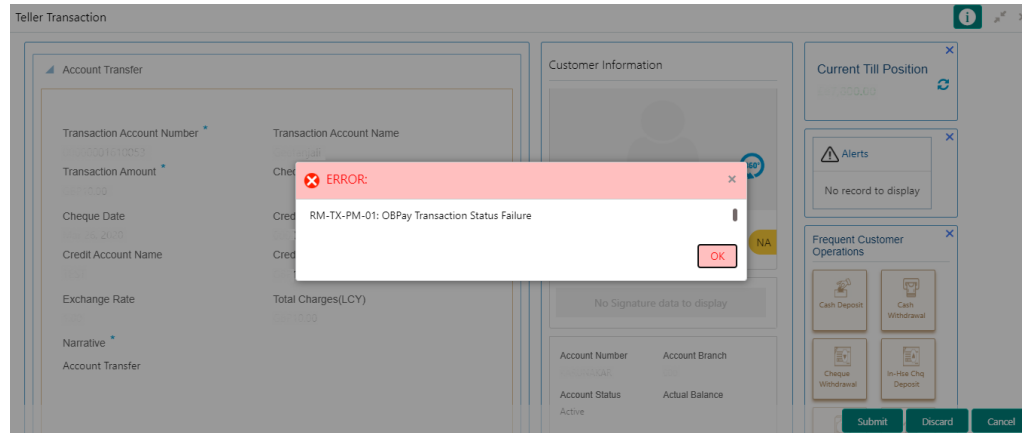 Teller Transaction
Account Transfer
Transaction Account Number *
Transaction Account Name
Transaction Amount *
Cheque Date
Credit Account Name
Exchange Rate
Total Charges(LCY)
Narrative *
Account Transfer
ERROR:
RM-TX-PM-01: OBPay Transaction Status Failure
OK
Customer Information
NA
No Signature data to display
Account Number
Account Branch
Account Status
Actual Balance
Active
Current Till Position
Alerts
No record to display
Frequent Customer
Operations
Cash Deposit
Cash
Withdrawal
Cheque
Withdrawal
In-Hse Chq
Deposit
Submit
Discard
Cancel